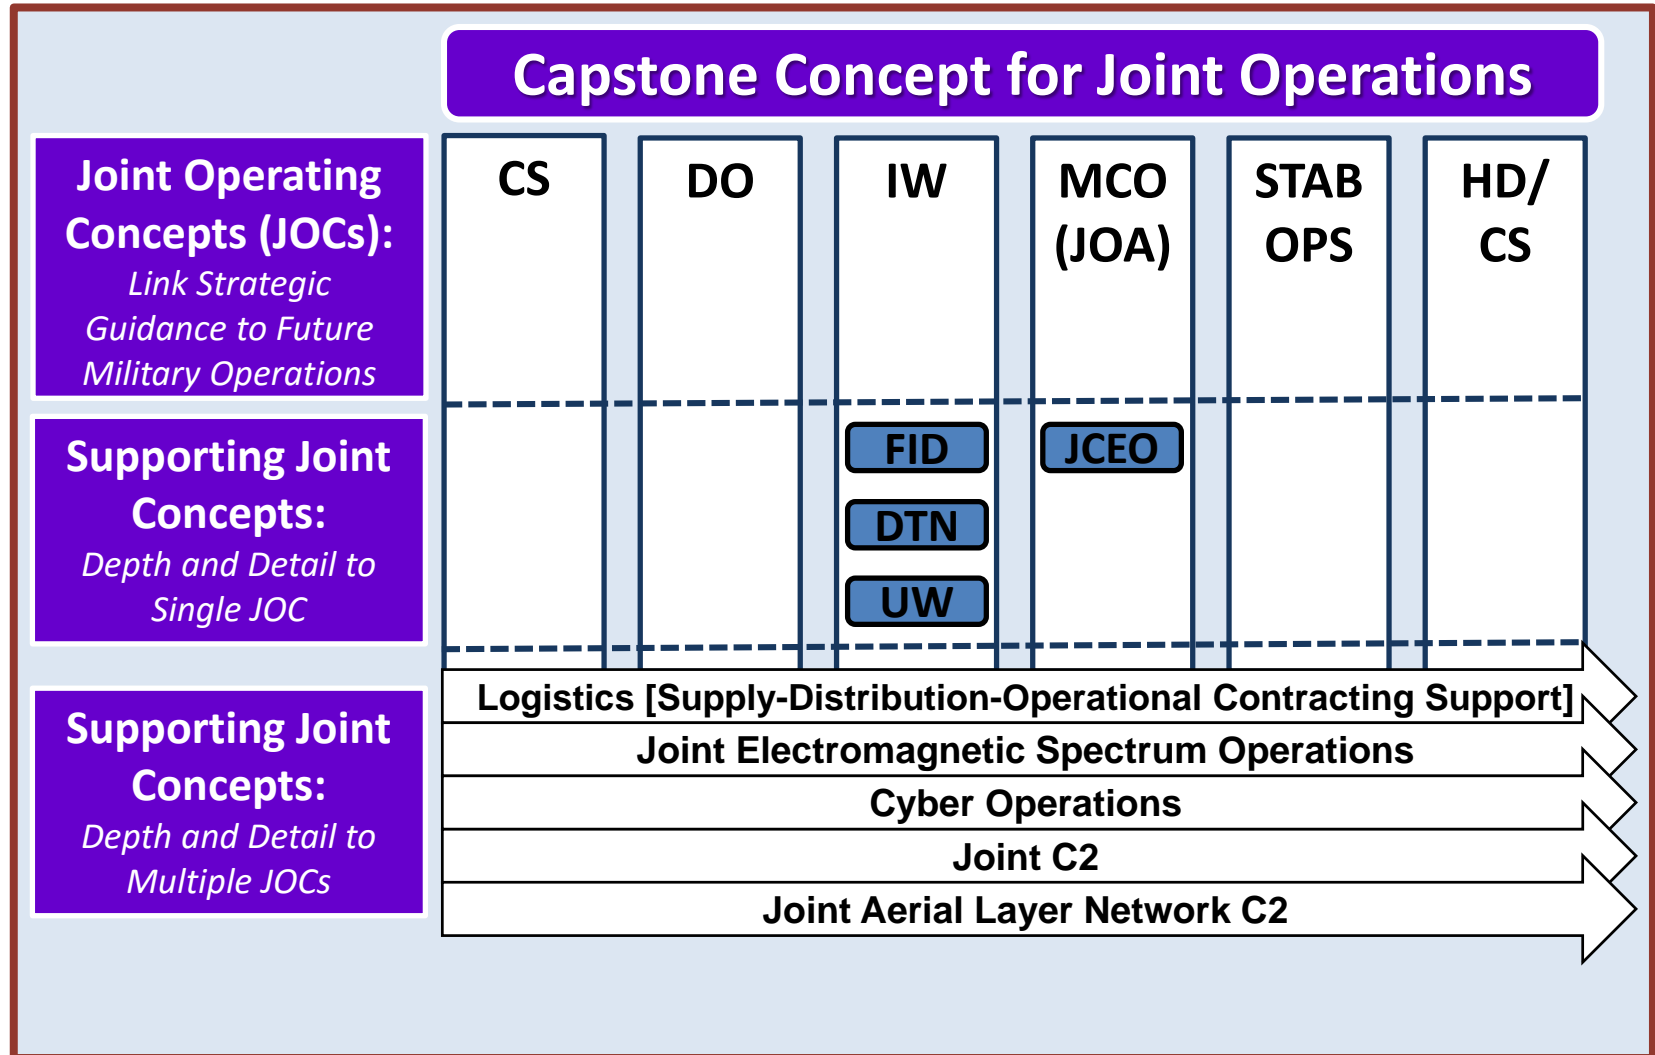 Capstone Concept for Joint Operations
Joint Operating
Concepts (JOCs):
Link Strategic
Guidance to Future
Military Operations
CS
DO
IW
MCO
(JOA)
STAB
OPS
HD/
CS
Supporting Joint
Concepts:
Depth and Detail to
Single JOC
FID
DTN
UW
JCEO
Supporting Joint
Concepts:
Depth and Detail to
Multiple JOCs
Logistics [Supply-Distribution-Operational Contracting Support]
Joint Electromagnetic Spectrum Operations
Cyber Operations
Joint C2
Joint Aerial Layer Network C2